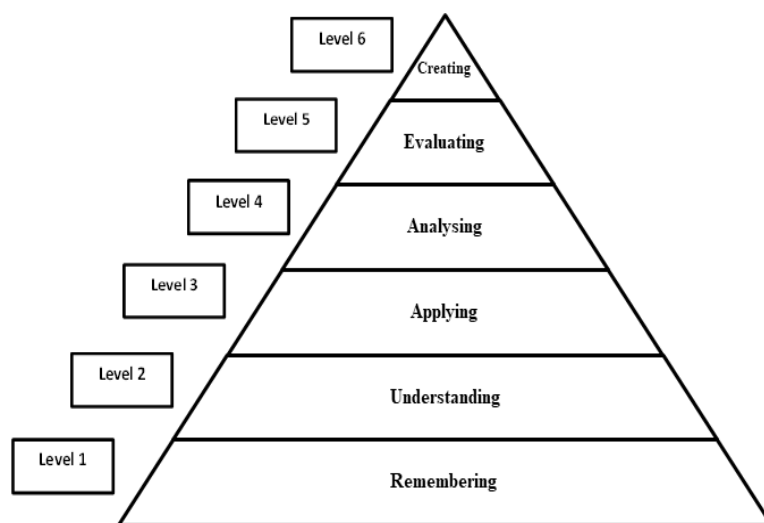 Level 6
Creating
Level 5
Evaluating
Level 4
Analysing
Level 3
Applying
Level 2
Understanding
Level 1
Remembering